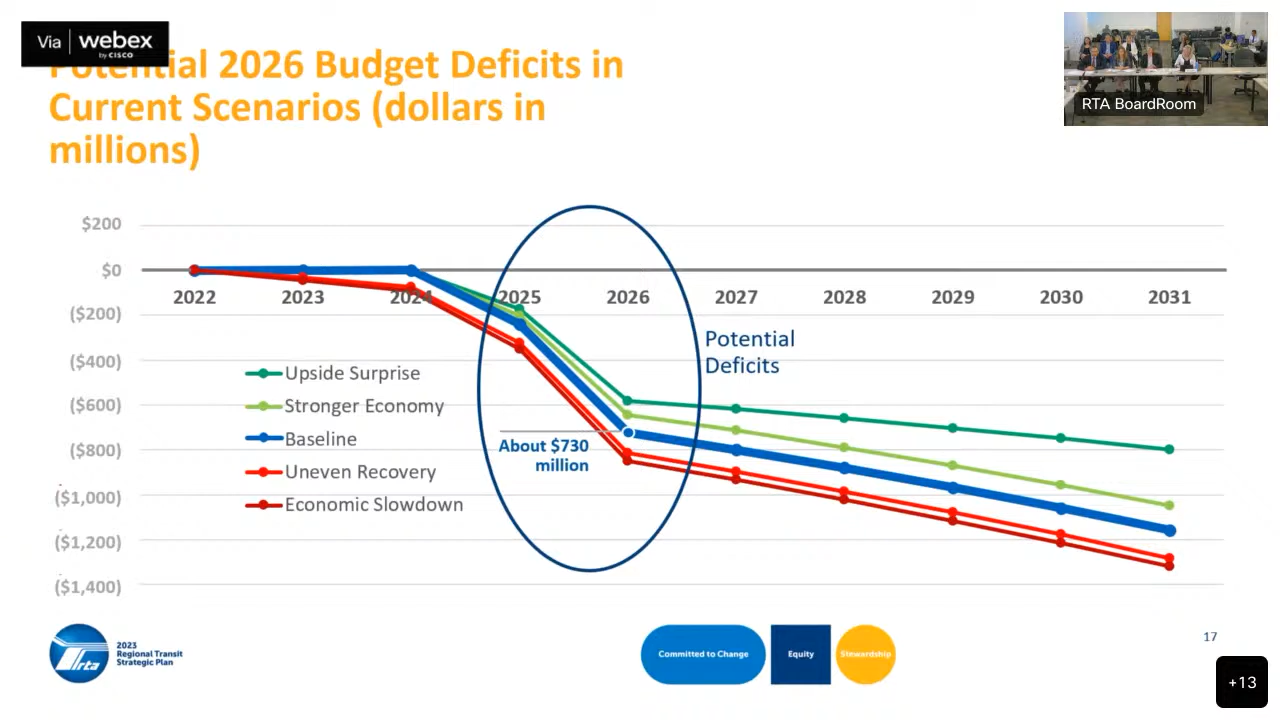 Via webex
by CISCO
Potential 2026 Budget Deficits in
Current Scenarios (dollars in
millions)
RTA BoardRoom
$200
$0
($200)
($400)
($600)
($800)
($1,000)
($1,200)
($1,400)
2022 2023 2024 2025 2026 2027 2028 2029 2030 2031
Upside Surprise
Stronger Economy
Baseline
Uneven Recovery
Economic Slowdown
About $730
million
Potential
Deficits
rta
2023
Regional Transit
Strategic Plan
Committed to Change
Equity
Stewardship
17
+13